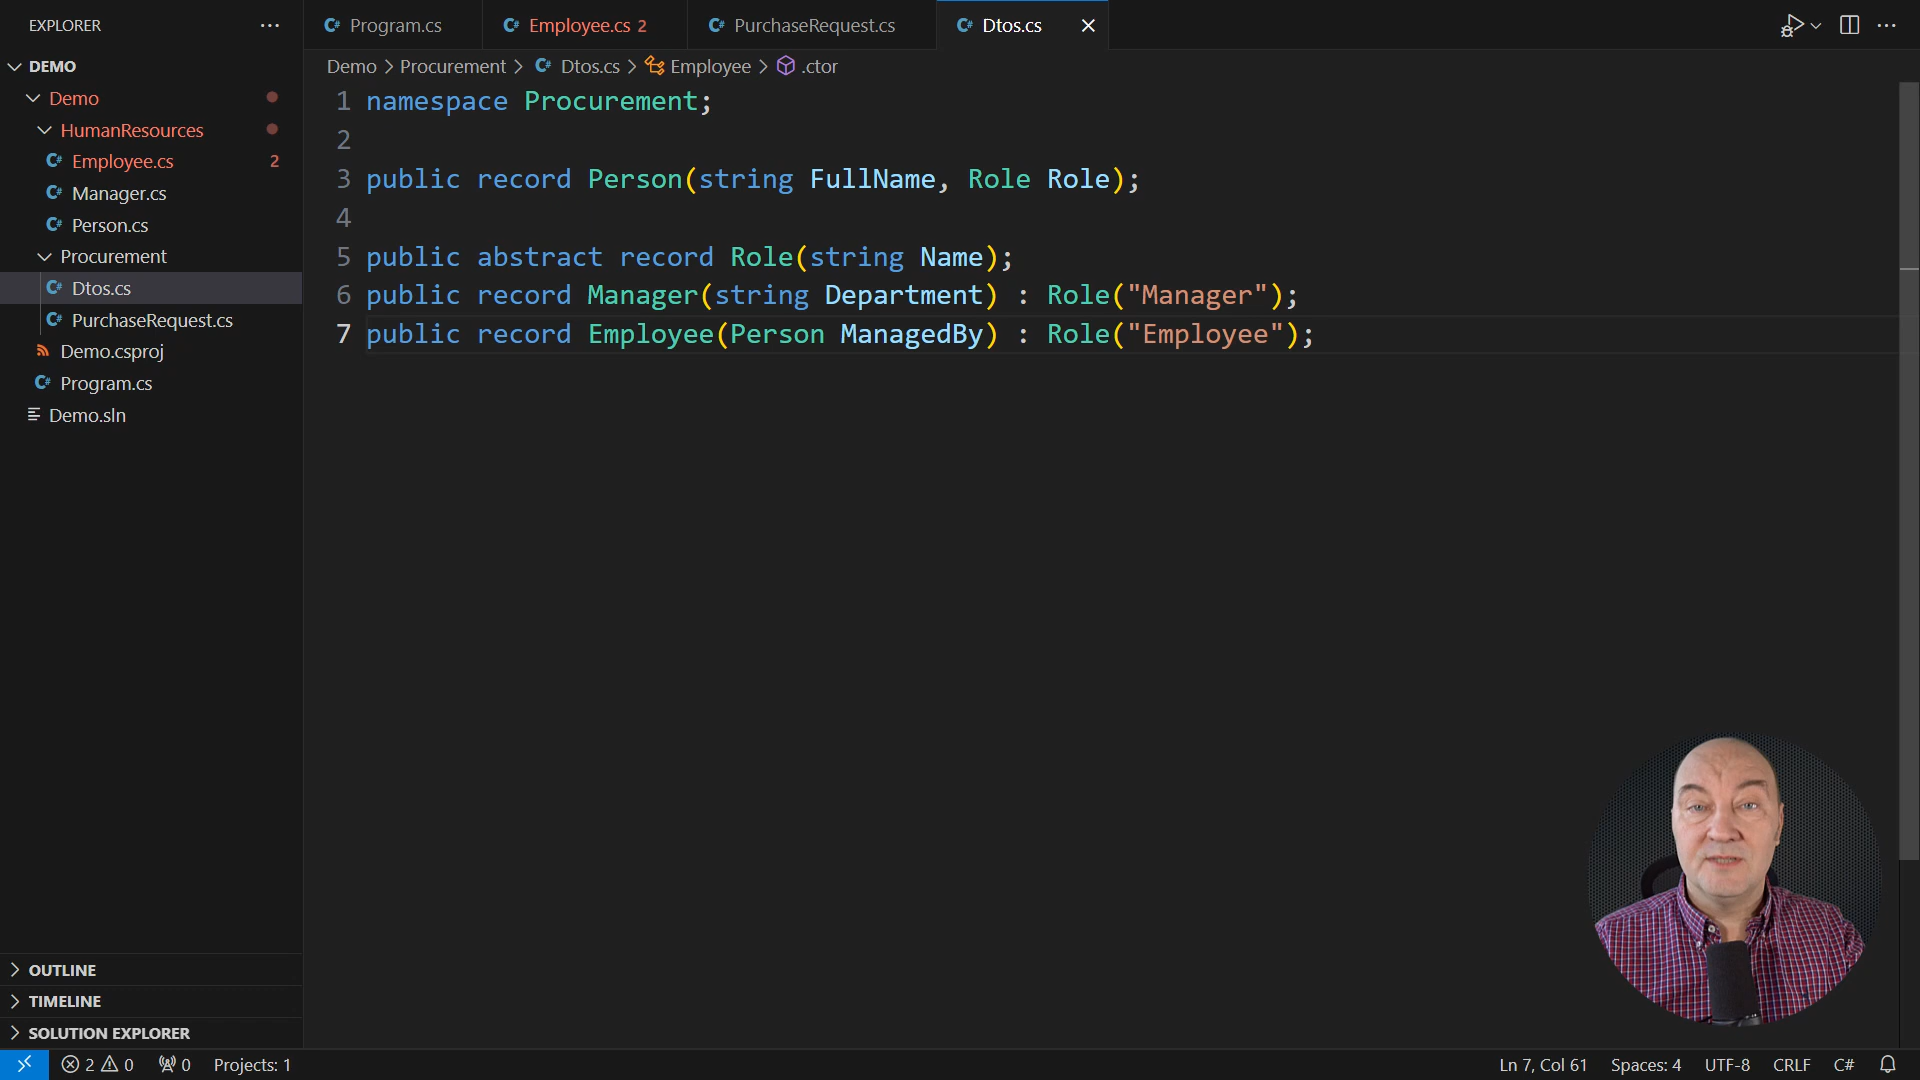 EXPLORER
DEMO
Demo
HumanResources
Employee.cs 2
Manager.cs
Person.cs
Procurement
Dtos.cs
PurchaseRequest.cs
Demo.csproj
Program.cs
Demo.sln
OUTLINE
TIMELINE
SOLUTION EXPLORER
Program.cs
Employee.cs 2
PurchaseRequest.cs
Dtos.cs
Demo > Procurement > Dtos.cs > Employee > .ctor
1 namespace Procurement;
2
3 public record Person(string FullName, Role Role);
4
5 public abstract record Role(string Name);
6 public record Manager(string Department) : Role("Manager");
7 public record Employee(Person ManagedBy) : Role("Employee");
2 0 0 Projects: 1
Ln 7, Col 61 Spaces: 4 UTF-8 CRLF C#